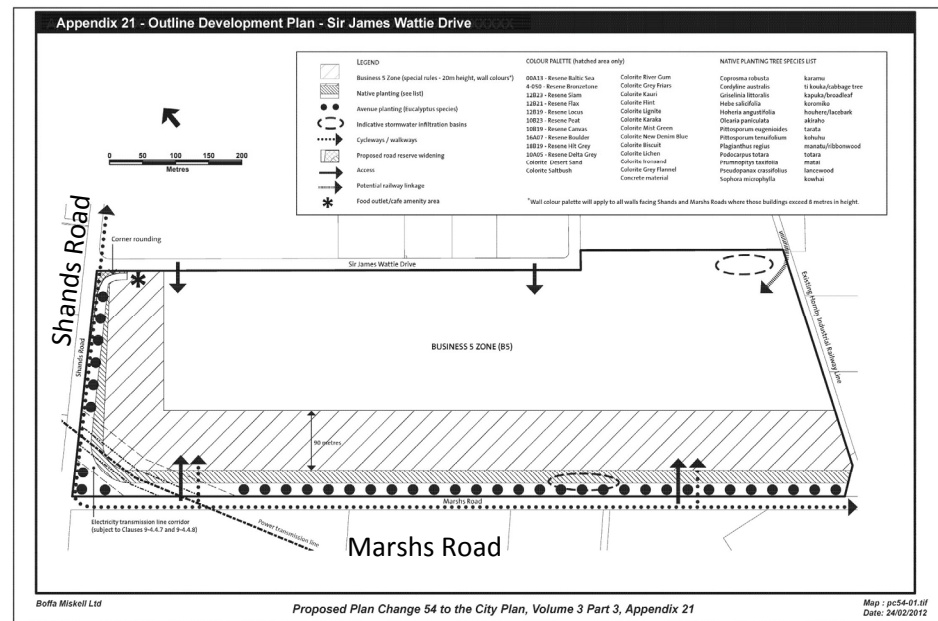 Appendix 21 - Outline Development Plan - Sir James Wattie Drive
LEGEND
Business 5 Zone (special rules - 20m height, wall colours*)
Native planting (see list)
Avenue planting (Eucalyptus species)
Indicative stormwater infiltration basins
Cycleways / walkways
Proposed road reserve widening
Access
Potential railway linkage
Food outlet/cafe amenity area
COLOUR PALETTE (hatched area only)
00A13 - Resene Baltic Sea
4-050 - Resene Bronzetone
12B23 - Resene Siam
12B21 - Resene Flax
12B19 - Resene Locus
10B23 - Resene Peat
10B19 - Resene Canvas
16A07 - Resene Boulder
18B19 - Resene Hit Grey
10A05 - Resene Delta Grey
Colorite Desert Sand
Colorite Saltbush
Colorite River Gum
Colorite Grey Friars
Colorite Kauri
Colorite Flint
Colorite Lignite
Colorite Karaka
Colorite Mist Green
Colorite New Denim Blue
Colorite Biscuit
Colorite Lichen
Colorite Ironsand
Colorite Grey Flannel
Concrete material
NATIVE PLANTING TREE SPECIES LIST
Coprosma robusta karamu
Cordyline australis ti kouka/cabbage tree
Griselinia littoralis kapuka/broadleaf
Hebe salicifolia koromiko
Hoheria angustifolia houhere/lacebark
Olearia paniculata akiraho
Pittosporum eugenioides tarata
Pittosporum tenuifolium kohuhu
Plagianthus regius manatu/ribbonwood
Podocarpus totara totara
Prumnopitys taxifolia matai
Pseudopanax crassifolius lancewood
Sophora microphylla kowhai
*Wall colour palette will apply to all walls facing Shands and Marshs Roads where those buildings exceed 8 metres in height.
0 50 100 150 200
Metres
Shands Road
Corner rounding
Sir James Wattie Drive
Shands Road
Existing Hornby Industrial Railway Line
BUSINESS 5 ZONE (B5)
90 metres
Marshs Road
Electricity transmission line corridor
(subject to Clauses 9-4.4.7 and 9-4.4.8)
Power transmission line
Marshs Road
Boffa Miskell Ltd
Proposed Plan Change 54 to the City Plan, Volume 3 Part 3, Appendix 21
Map : pc54-01.tif
Date: 24/02/2012